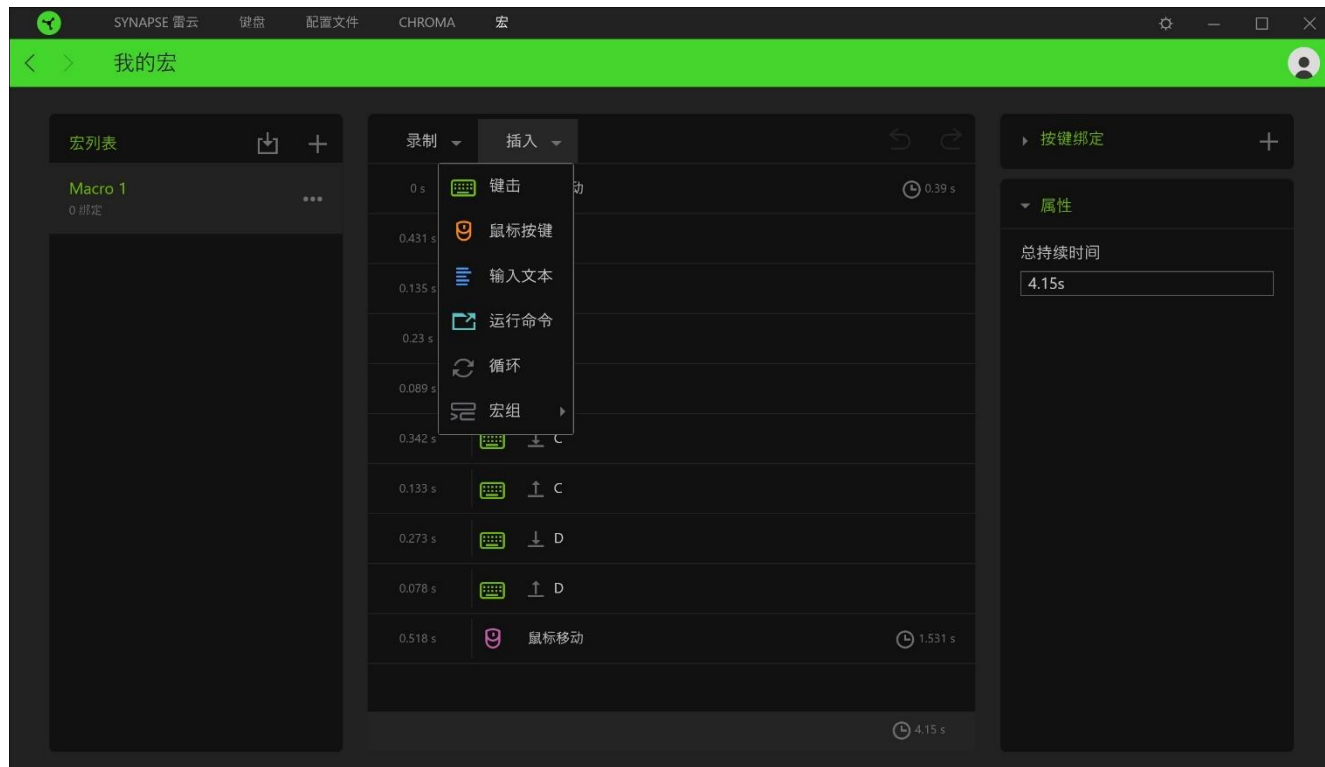 SYNAPSE 雷云 键盘 配置文件 CHROMA 宏
我的宏
宏列表
Macro 1
0 绑定
录制 插入
0 s 动 0.39 s
键击
0.431 s
鼠标按键
0.135 s
输入文本
0.23 s
运行命令
0.089 s
循环
宏组
0.342 s C
0.133 s C
0.273 s D
0.078 s D
0.518 s 鼠标移动 1.531 s
4.15 s
按键绑定
属性
总持续时间
4.15s